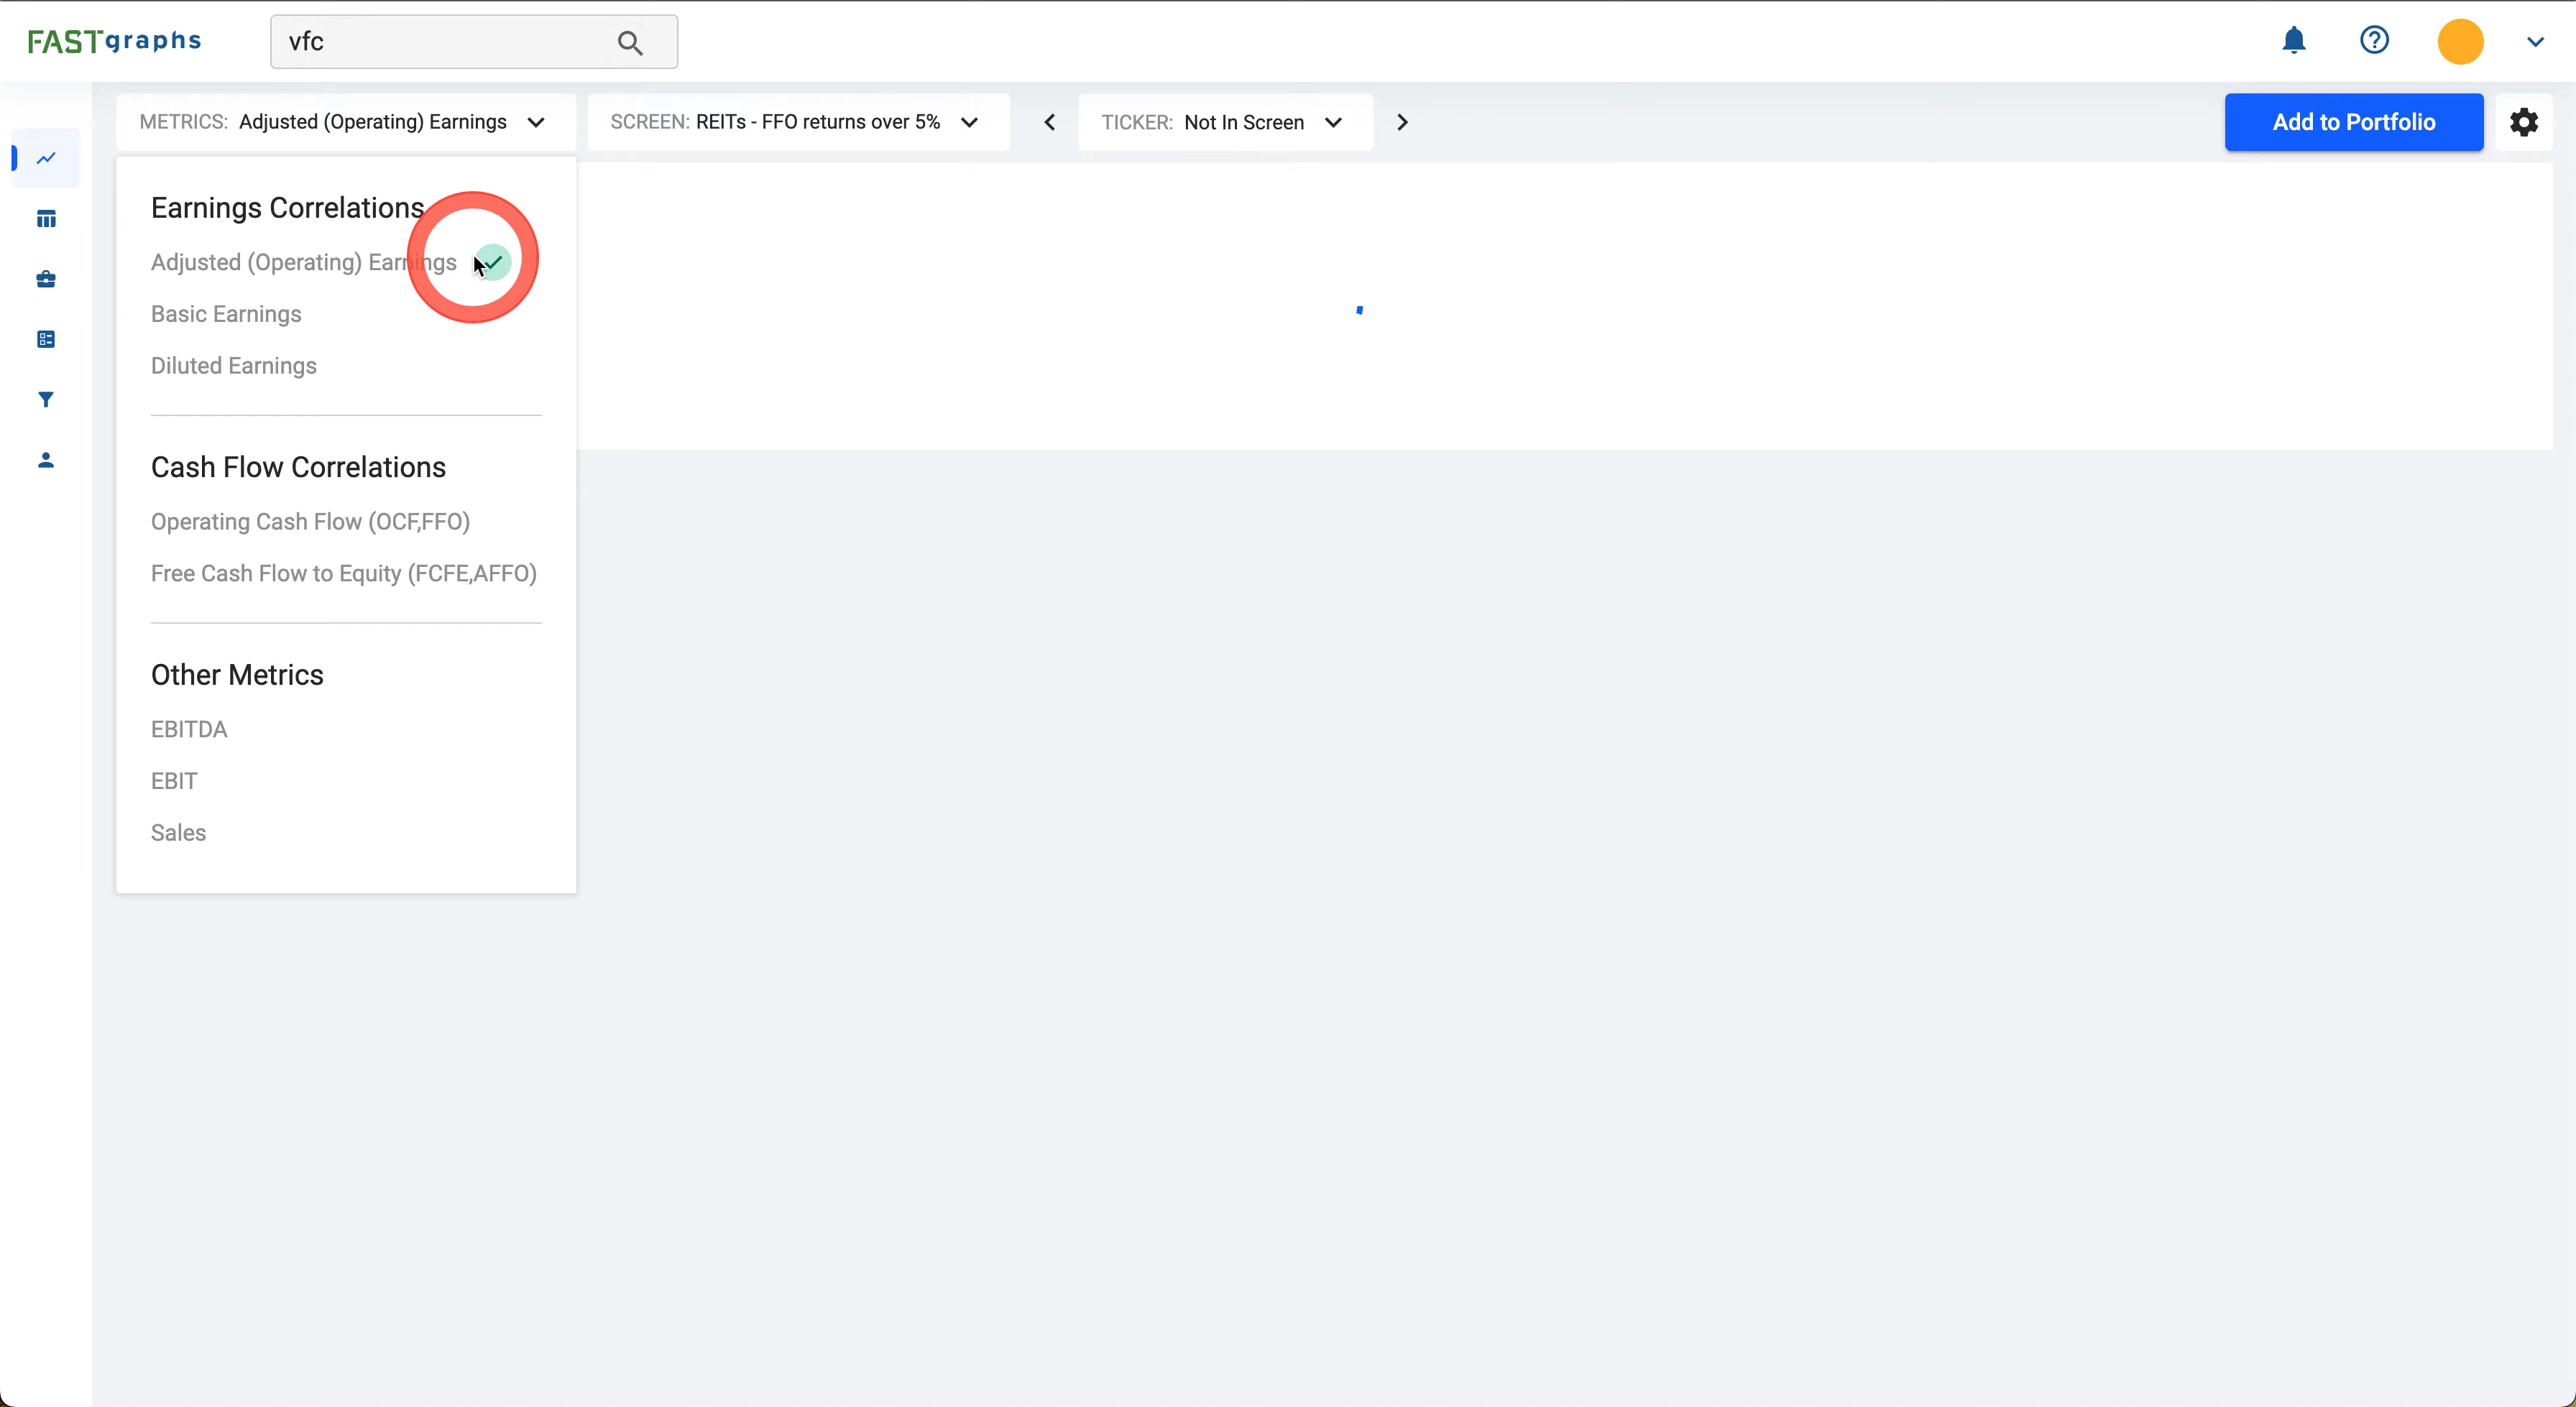 FASTgraphs
vfc
METRICS: Adjusted (Operating) Earnings
SCREEN: REITs - FFO returns over 5%
TICKER: Not In Screen
Add to Portfolio
Earnings Correlations
Adjusted (Operating) Earnings
Basic Earnings
Diluted Earnings
Cash Flow Correlations
Operating Cash Flow (OCF,FFO)
Free Cash Flow to Equity (FCFE,AFFO)
Other Metrics
EBITDA
EBIT
Sales